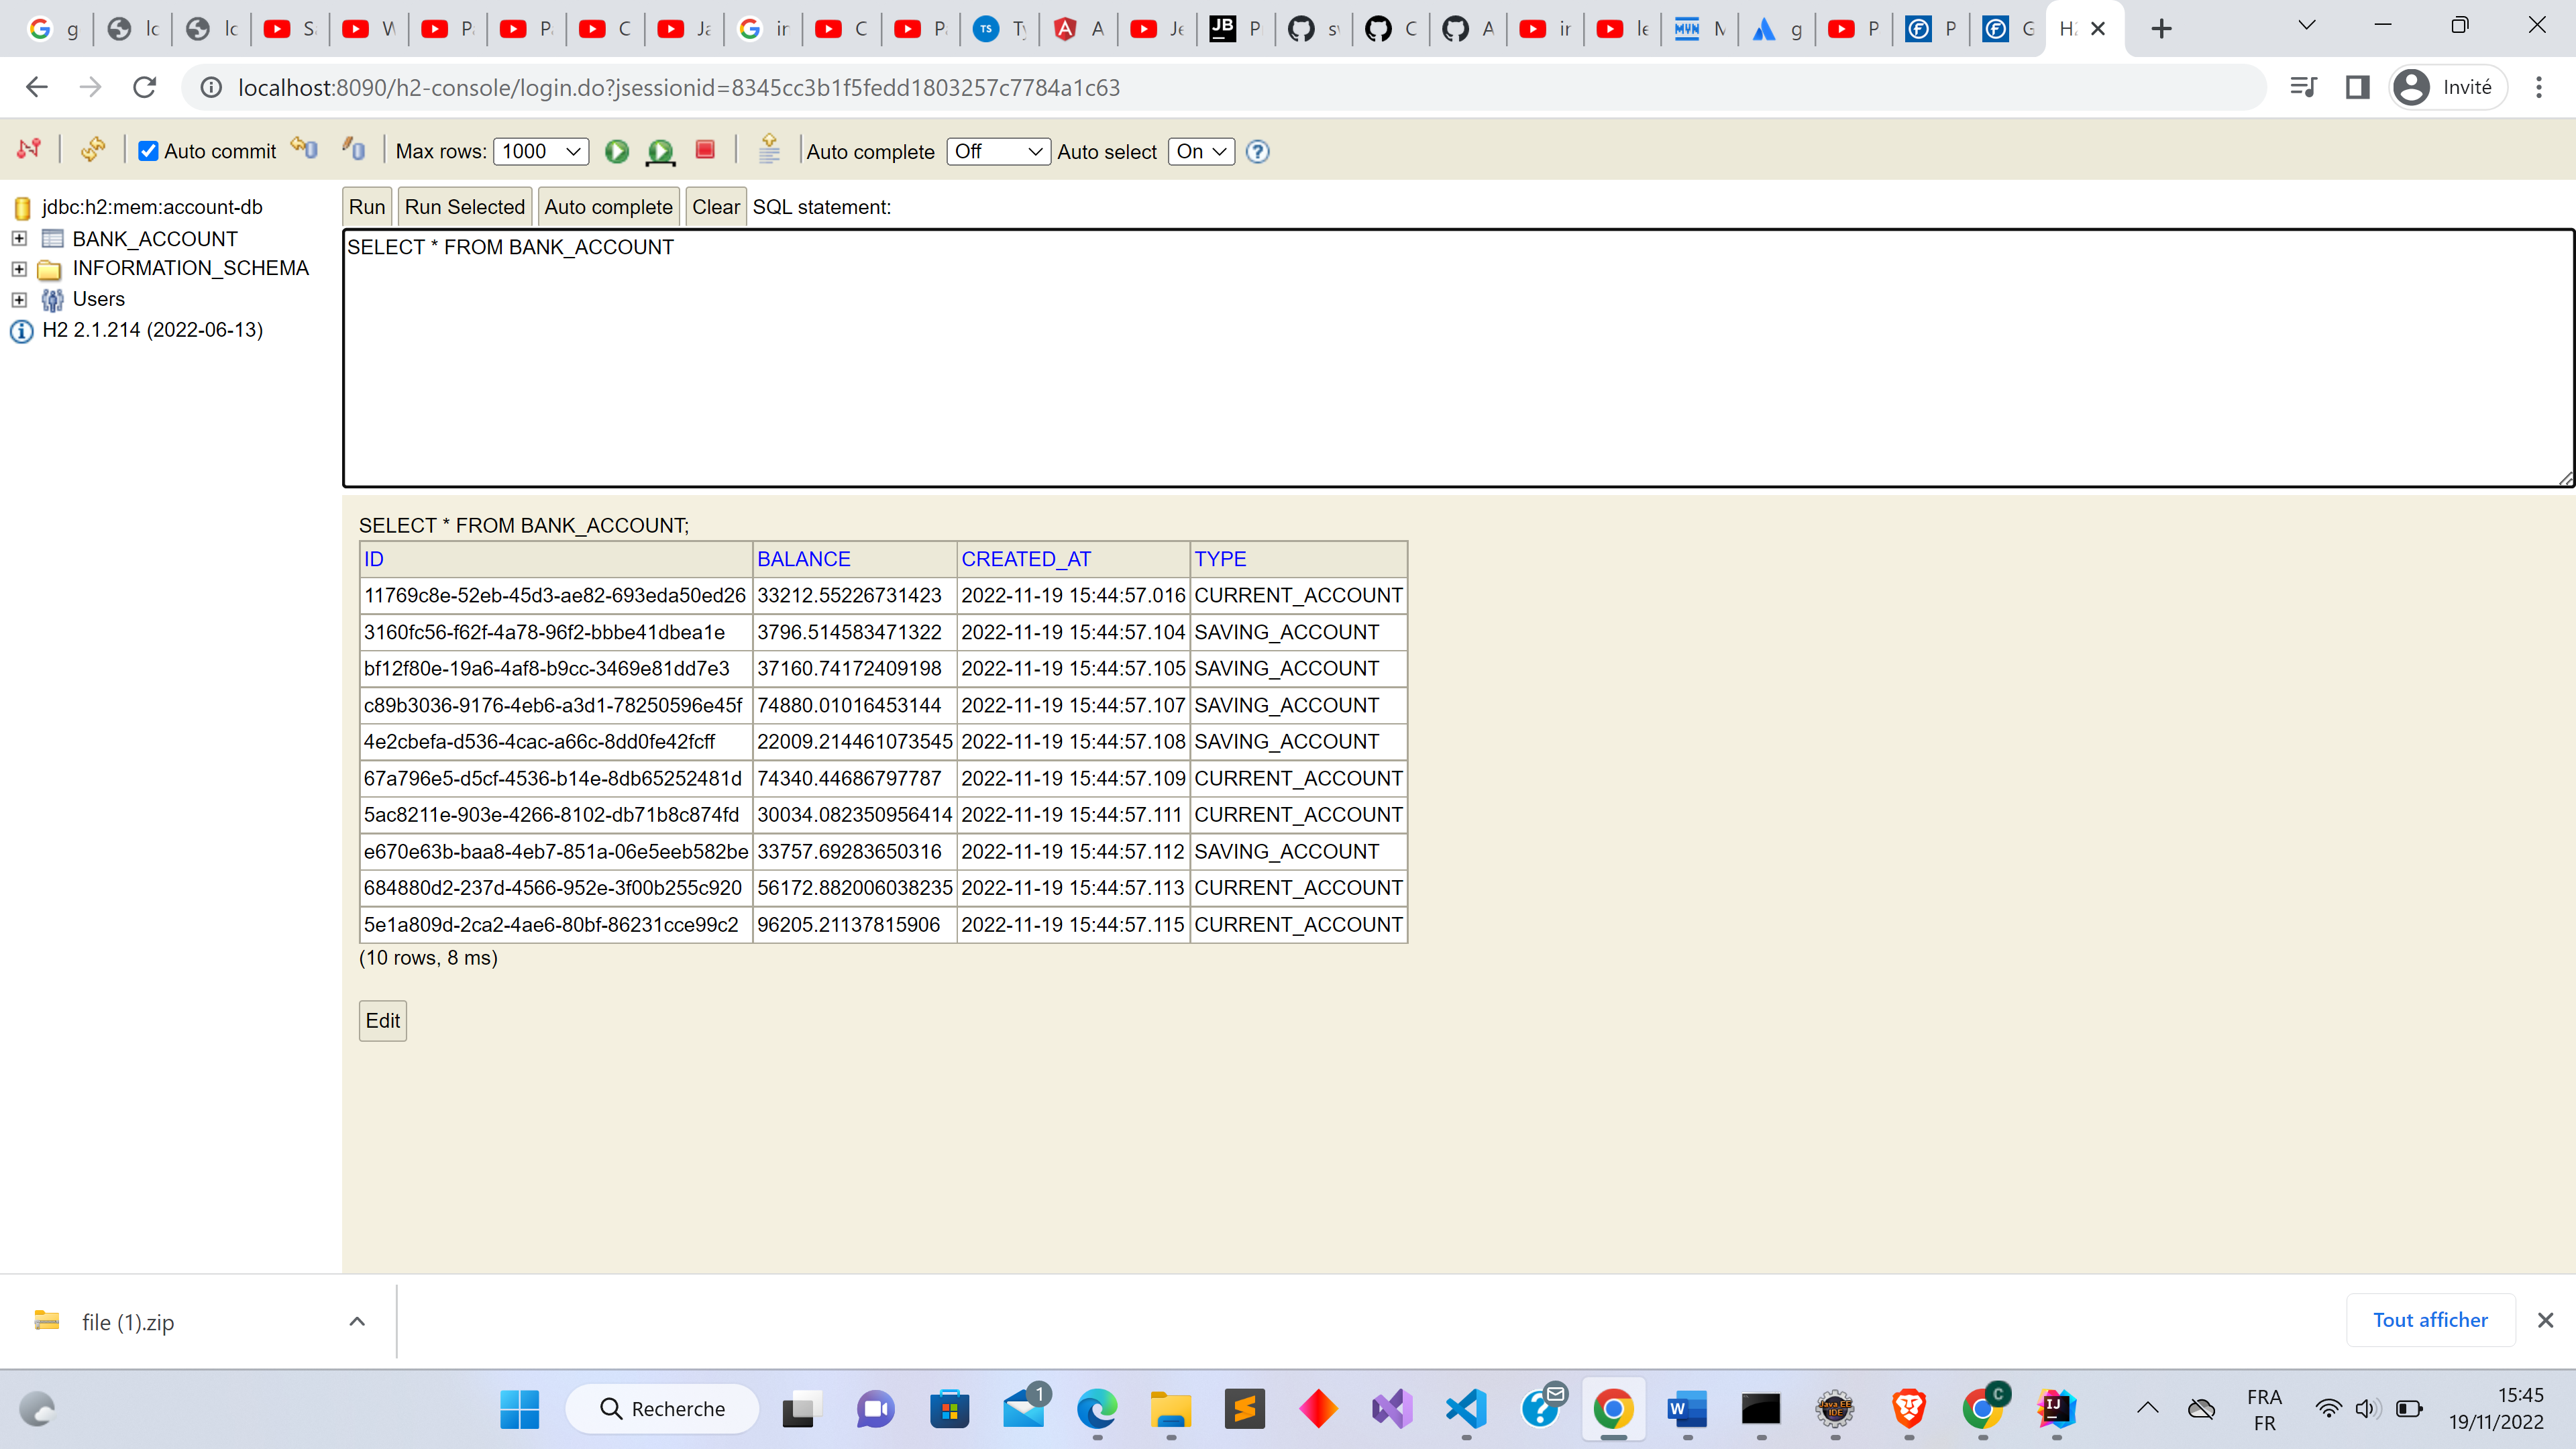 g lc lc S W P P C Ja ir C P Ty A Je P sv C A ir le M g P P G H2
localhost:8090/h2-console/login.do?jsessionid=8345cc3b1f5fedd1803257c7784a1c63
Invité
Auto commit Max rows: 1000 Auto complete Off Auto select On
jdbc:h2:mem:account-db
BANK_ACCOUNT
INFORMATION_SCHEMA
Users
H2 2.1.214 (2022-06-13)
Run Run Selected Auto complete Clear SQL statement:
SELECT * FROM BANK_ACCOUNT
SELECT * FROM BANK_ACCOUNT;
ID BALANCE CREATED_AT TYPE
11769c8e-52eb-45d3-ae82-693eda50ed26 33212.55226731423 2022-11-19 15:44:57.016 CURRENT_ACCOUNT
3160fc56-f62f-4a78-96f2-bbbe41dbea1e 3796.514583471322 2022-11-19 15:44:57.104 SAVING_ACCOUNT
bf12f80e-19a6-4af8-b9cc-3469e81dd7e3 37160.74172409198 2022-11-19 15:44:57.105 SAVING_ACCOUNT
c89b3036-9176-4eb6-a3d1-78250596e45f 74880.01016453144 2022-11-19 15:44:57.107 SAVING_ACCOUNT
4e2cbefa-d536-4cac-a66c-8dd0fe42fcff 22009.214461073545 2022-11-19 15:44:57.108 SAVING_ACCOUNT
67a796e5-d5cf-4536-b14e-8db65252481d 74340.44686797787 2022-11-19 15:44:57.109 CURRENT_ACCOUNT
5ac8211e-903e-4266-8102-db71b8c874fd 30034.082350956414 2022-11-19 15:44:57.111 CURRENT_ACCOUNT
e670e63b-baa8-4eb7-851a-06e5eeb582be 33757.69283650316 2022-11-19 15:44:57.112 SAVING_ACCOUNT
684880d2-237d-4566-952e-3f00b255c920 56172.882006038235 2022-11-19 15:44:57.113 CURRENT_ACCOUNT
5e1a809d-2ca2-4ae6-80bf-86231cce99c2 96205.21137815906 2022-11-19 15:44:57.115 CURRENT_ACCOUNT
(10 rows, 8 ms)
Edit
file (1).zip
Tout afficher
Recherche
1
FRA
FR
15:45
19/11/2022